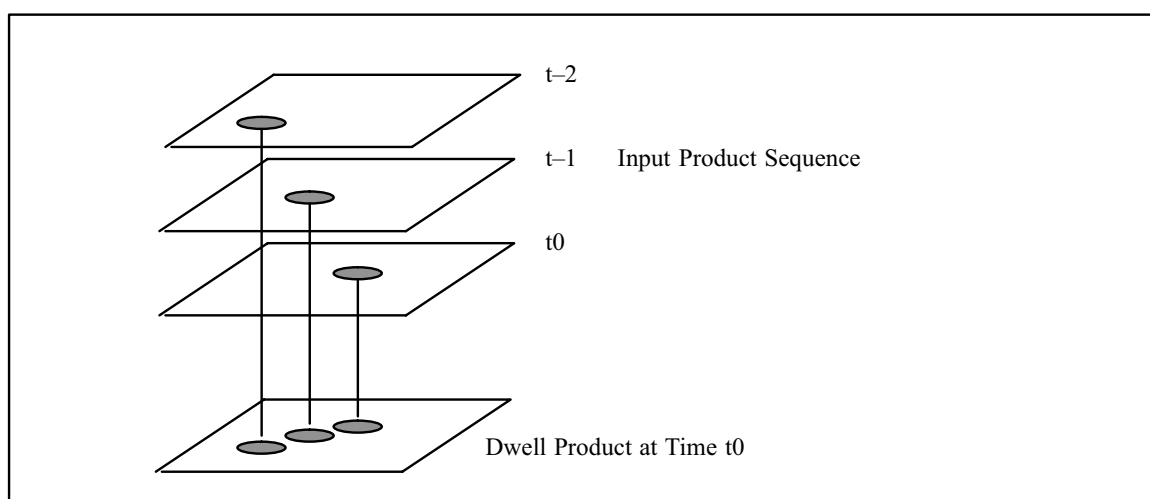 t–2
t–1 Input Product Sequence
t0
Dwell Product at Time t0